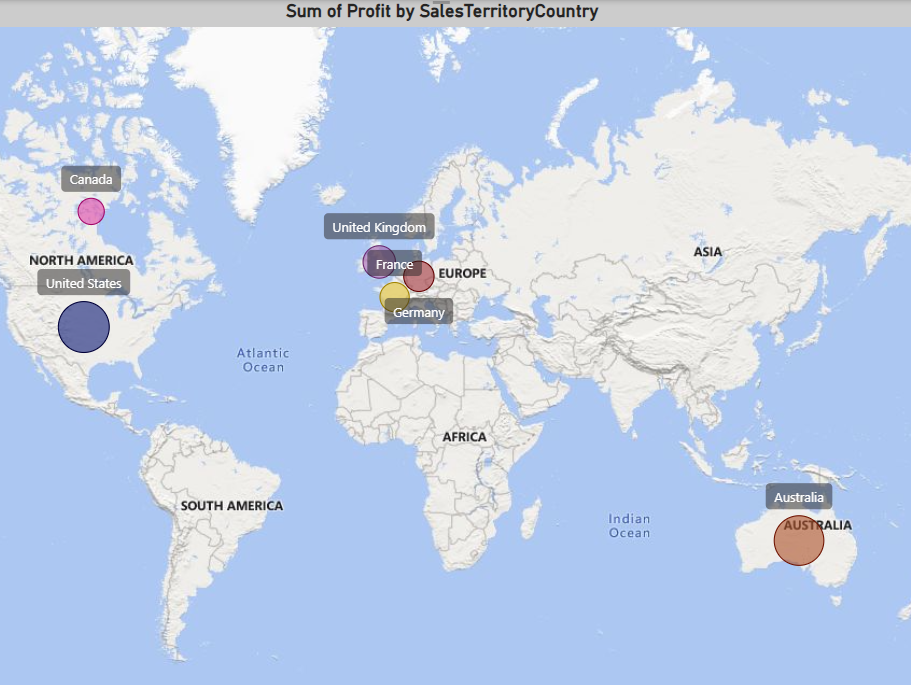 Sum of Profit by SalesTerritoryCountry
Canada
United Kingdom
NORTH AMERICA
France
EUROPE
ASIA
United States
Germany
Atlantic
Ocean
AFRICA
SOUTH AMERICA
Australia
Indian
Ocean
AUSTRALIA